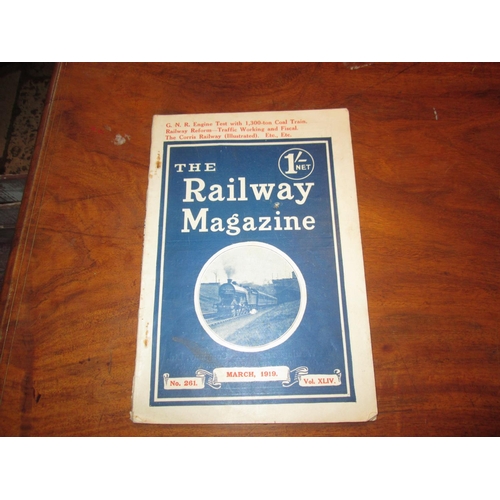 G. N. R. Engine Test with 1,300-ton Coal Train.
Railway Reform—Traffic Working and Fiscal.
The Corris Railway (Illustrated). Etc., Etc.
THE
1/-
NET
Railway
Magazine
MARCH, 1919.
No. 261.
Vol. XLIV.